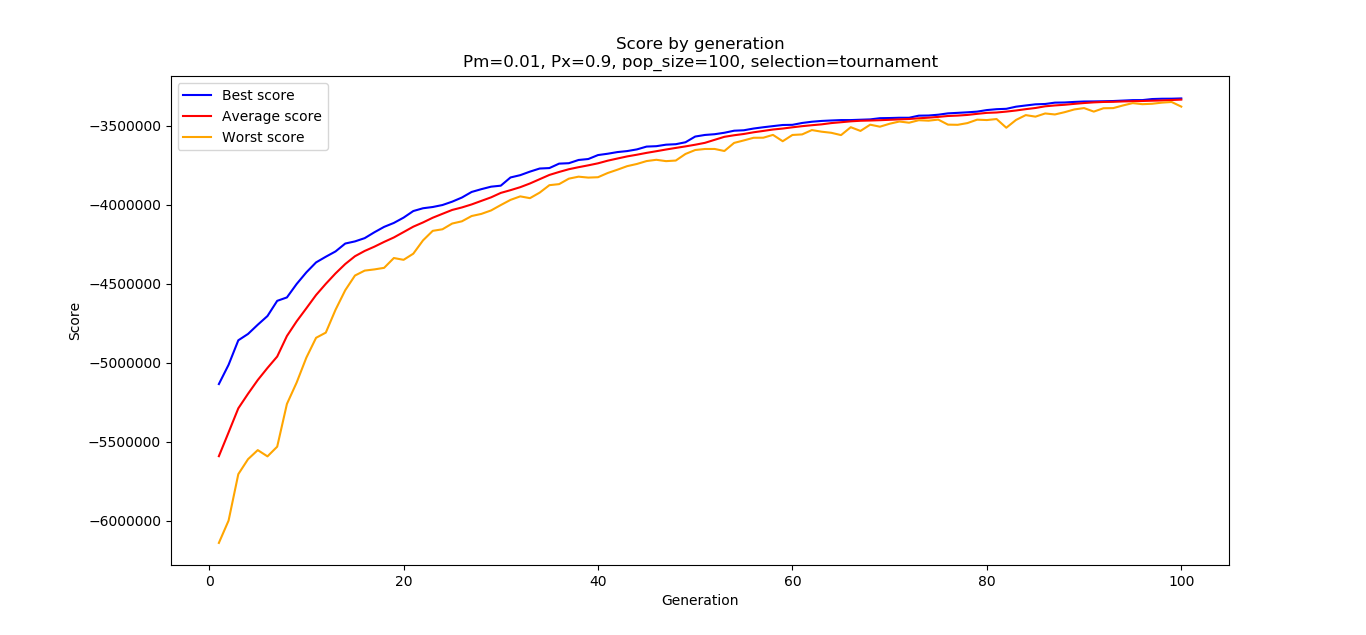 Score by generation
Pm=0.01, Px=0.9, pop_size=100, selection=tournament
Best score
Average score
Worst score
Score
−3500000
−4000000
−4500000
−5000000
−5500000
−6000000
0 20 40 60 80 100
Generation